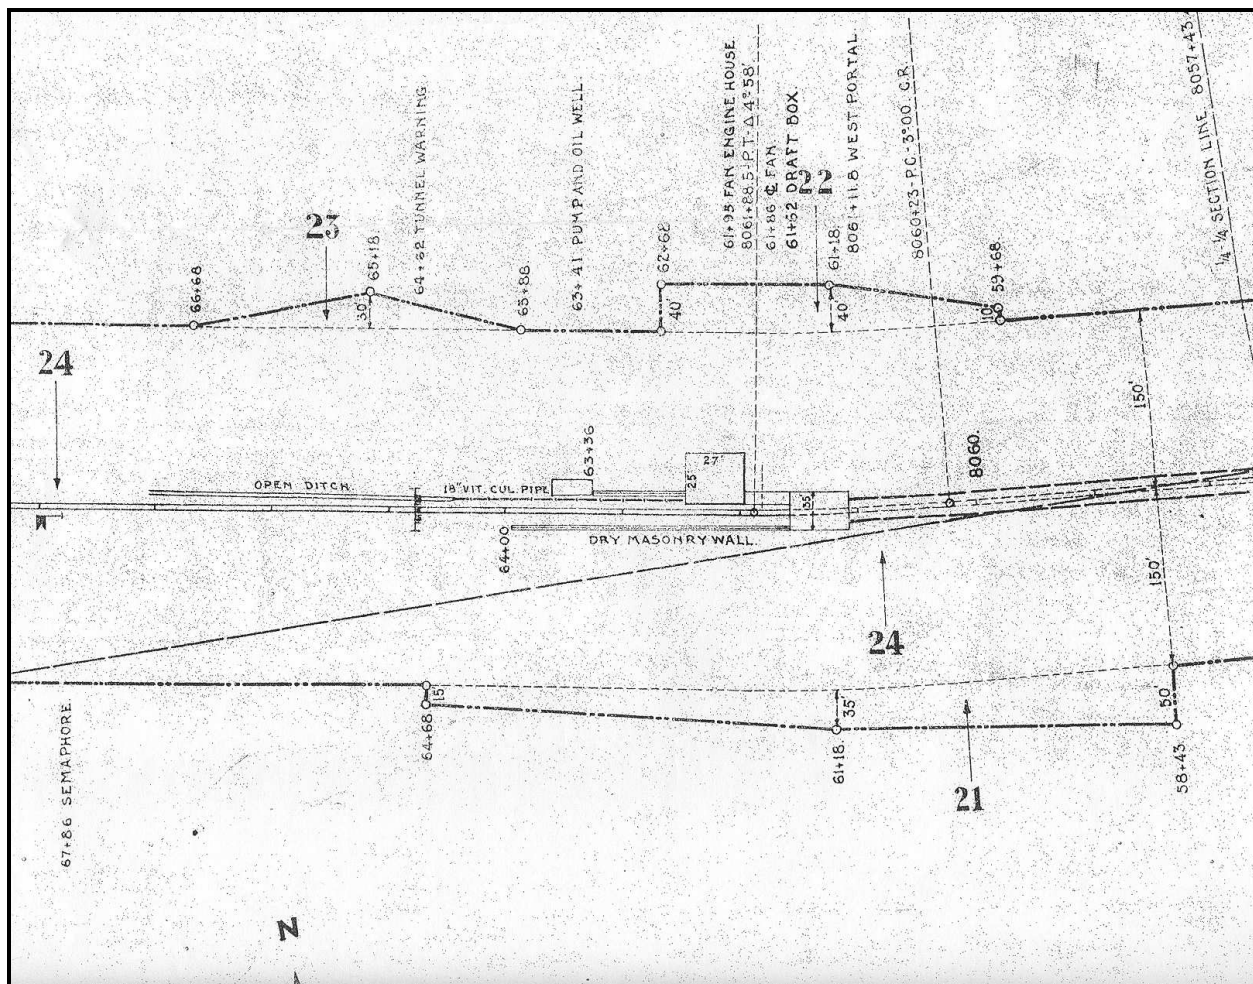 61+95 FAN ENGINE HOUSE.
8061+88.5-P.T.-Δ4°58'
61+86 ℄ FAN.
61+62 DRAFT BOX.
22
61+18.
8061+11.8 WEST PORTAL.
8060+23-P.C-3°00. C.R.
¼-¼ SECTION LINE 8057+43.
59+68.
10
66+68
23
65+18.
30'
64+62 TUNNEL WARNING
65+88
63+41 PUMP AND OIL WELL.
62+68
40
40'
24
150'
150'
OPEN DITCH.
18" VIT. CUL. PIPE
63+36
27'
25'
35'
8060.
64+00
DRY MASONRY WALL.
24
67+86 SEMAPHORE
15'
64+68
35'
61+18.
21
50
58+43.
N